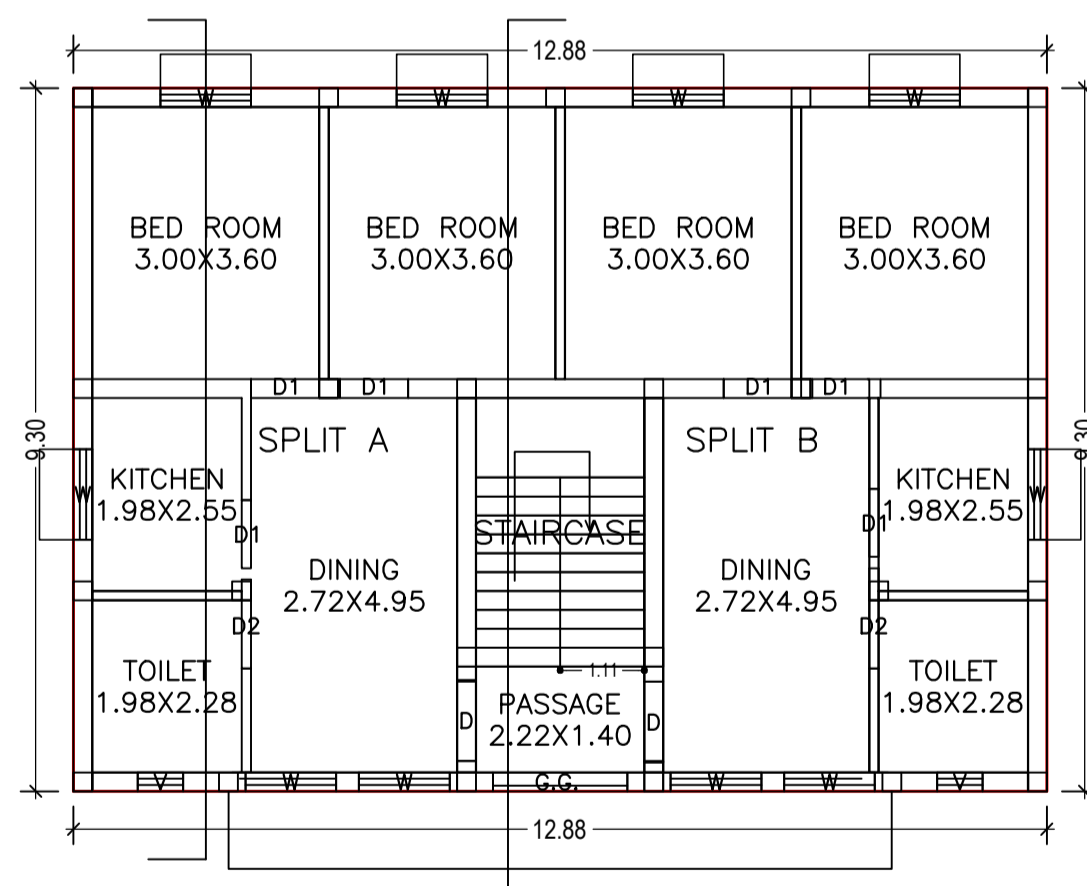 12.88
W W W W
BED ROOM
3.00X3.60
BED ROOM
3.00X3.60
BED ROOM
3.00X3.60
BED ROOM
3.00X3.60
D1 D1 D1 D1
9.30
9.30
SPLIT A
SPLIT B
KITCHEN
1.98X2.55
W
D1
STAIRCASE
D1
KITCHEN
1.98X2.55
W
DINING
2.72X4.95
DINING
2.72X4.95
D2
D2
TOILET
1.98X2.28
1.11
PASSAGE
2.22X1.40
D
D
TOILET
1.98X2.28
V W W G.G. W W V
12.88